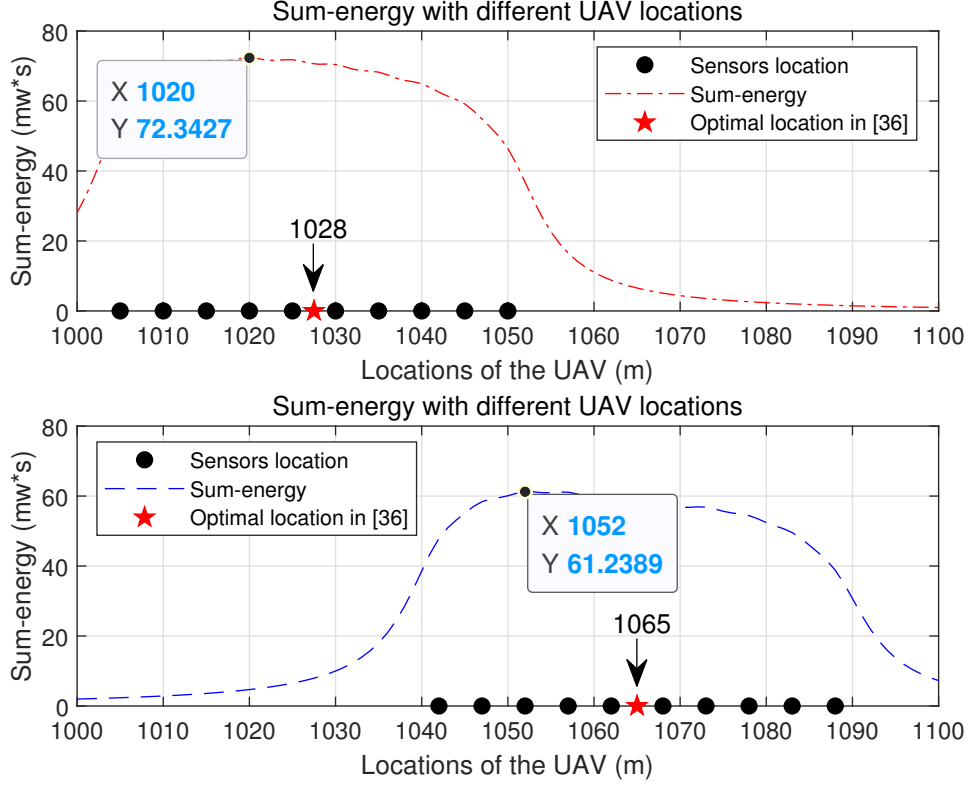 Sum-energy with different UAV locations
Sum-energy (mw*s)
80
60
40
20
0
X 1020
Y 72.3427
Sensors location
Sum-energy
Optimal location in [36]
1028
1000 1010 1020 1030 1040 1050 1060 1070 1080 1090 1100
Locations of the UAV (m)
Sum-energy with different UAV locations
Sum-energy (mw*s)
80
60
40
20
0
Sensors location
Sum-energy
Optimal location in [36]
X 1052
Y 61.2389
1065
1000 1010 1020 1030 1040 1050 1060 1070 1080 1090 1100
Locations of the UAV (m)